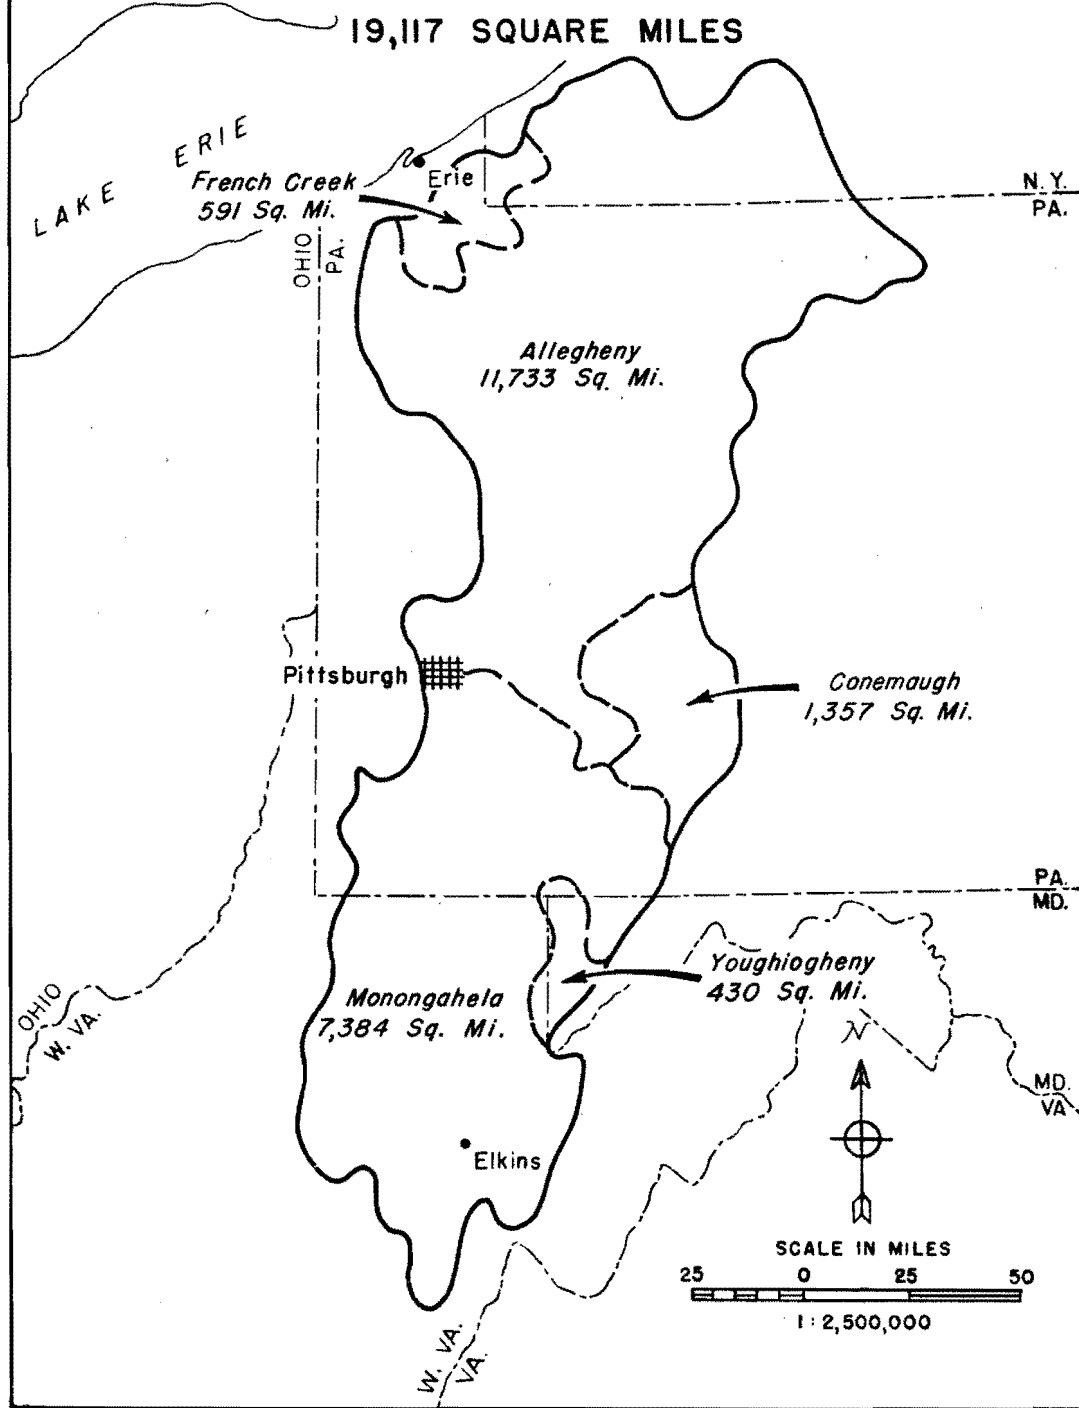 19,117 SQUARE MILES
LAKE ERIE
Erie
French Creek
591 Sq. Mi.
N.Y.
PA.
OHIO
PA.
Allegheny
11,733 Sq. Mi.
Pittsburgh
Conemaugh
1,357 Sq. Mi.
PA.
MD.
Youghiogheny
430 Sq. Mi.
Monongahela
7,384 Sq. Mi.
OHIO
W. VA.
N
MD.
VA
Elkins
SCALE IN MILES
25 0 25 50
1:2,500,000
W. VA.
VA.